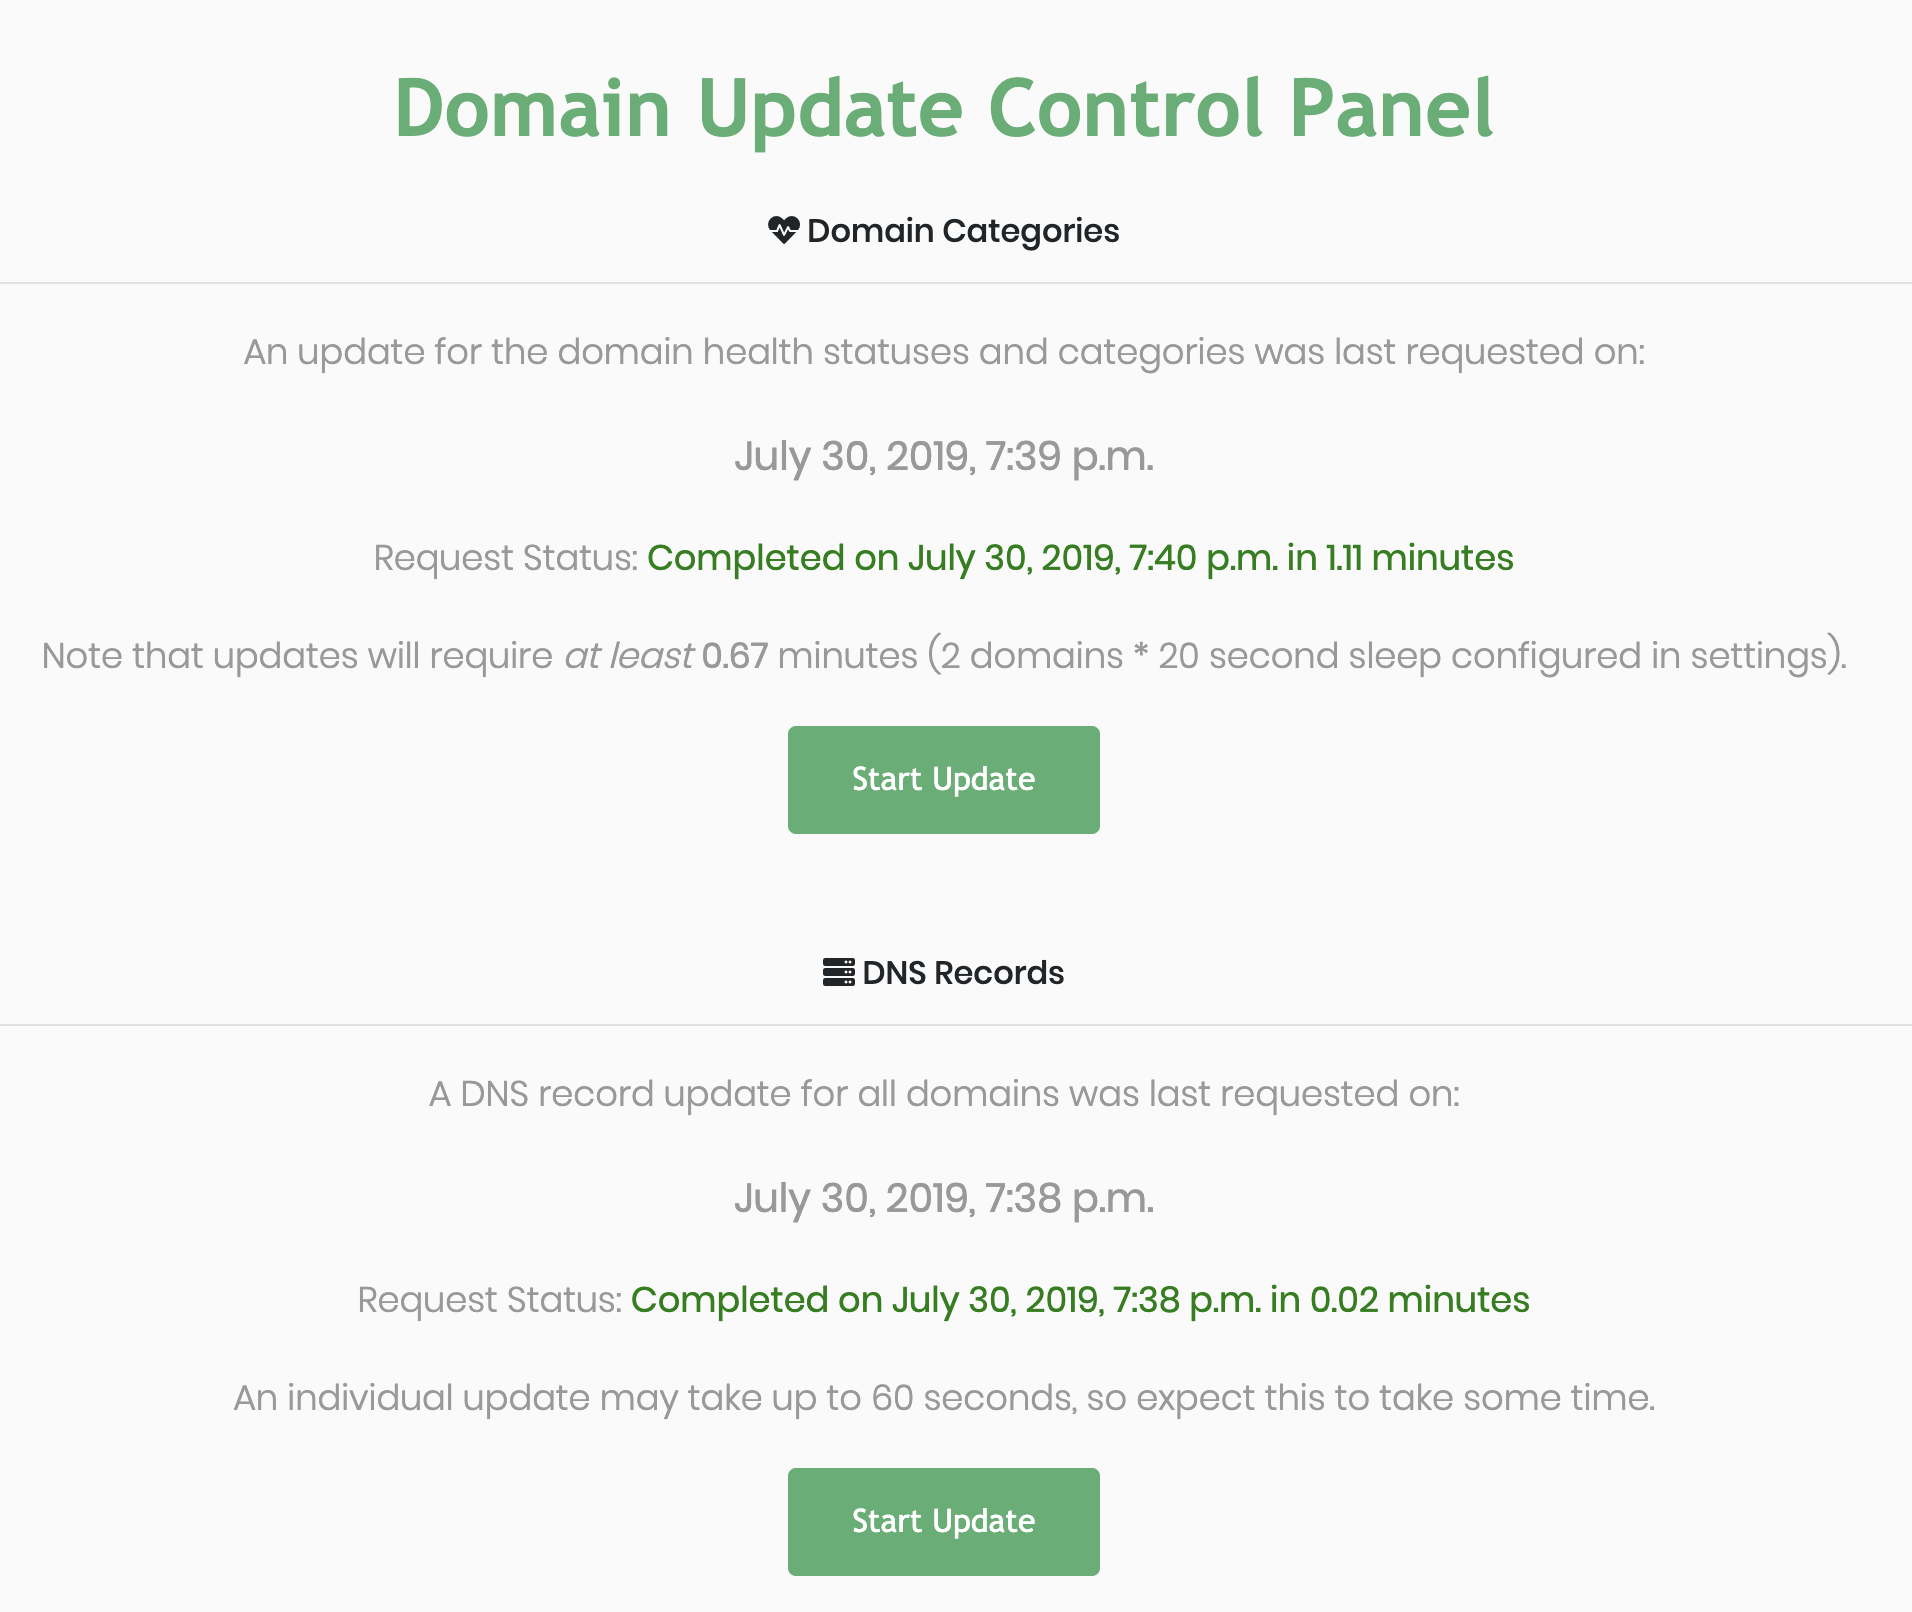 Domain Update Control Panel
Domain Categories
An update for the domain health statuses and categories was last requested on:
July 30, 2019, 7:39 p.m.
Request Status: Completed on July 30, 2019, 7:40 p.m. in 1.11 minutes
Note that updates will require at least 0.67 minutes (2 domains * 20 second sleep configured in settings).
Start Update
DNS Records
A DNS record update for all domains was last requested on:
July 30, 2019, 7:38 p.m.
Request Status: Completed on July 30, 2019, 7:38 p.m. in 0.02 minutes
An individual update may take up to 60 seconds, so expect this to take some time.
Start Update